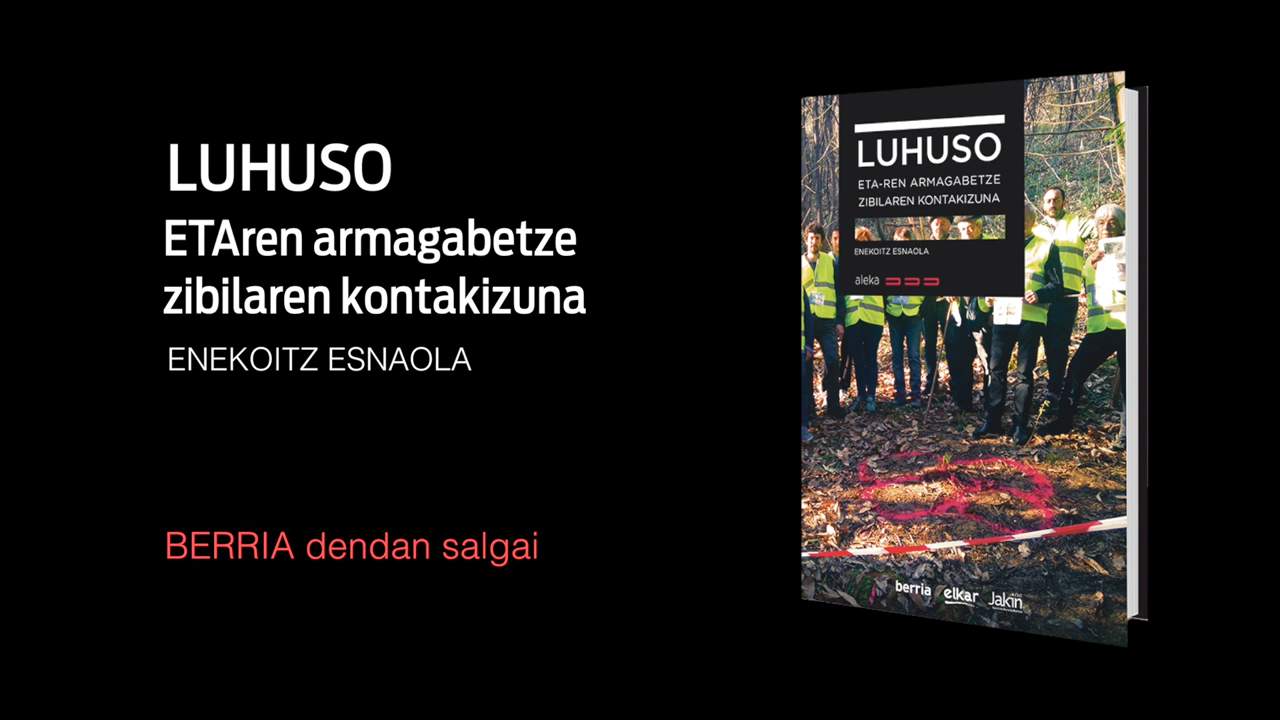 LUHUSO
ETAren armagabetze
zibilaren kontakizuna
ENEKOITZ ESNAOLA
BERRIA dendan salgai
LUHUSO
ETA-REN ARMAGABETZE
ZIBILAREN KONTAKIZUNA
ENEKOITZ ESNAOLA
aleka
berria elkar Jakin